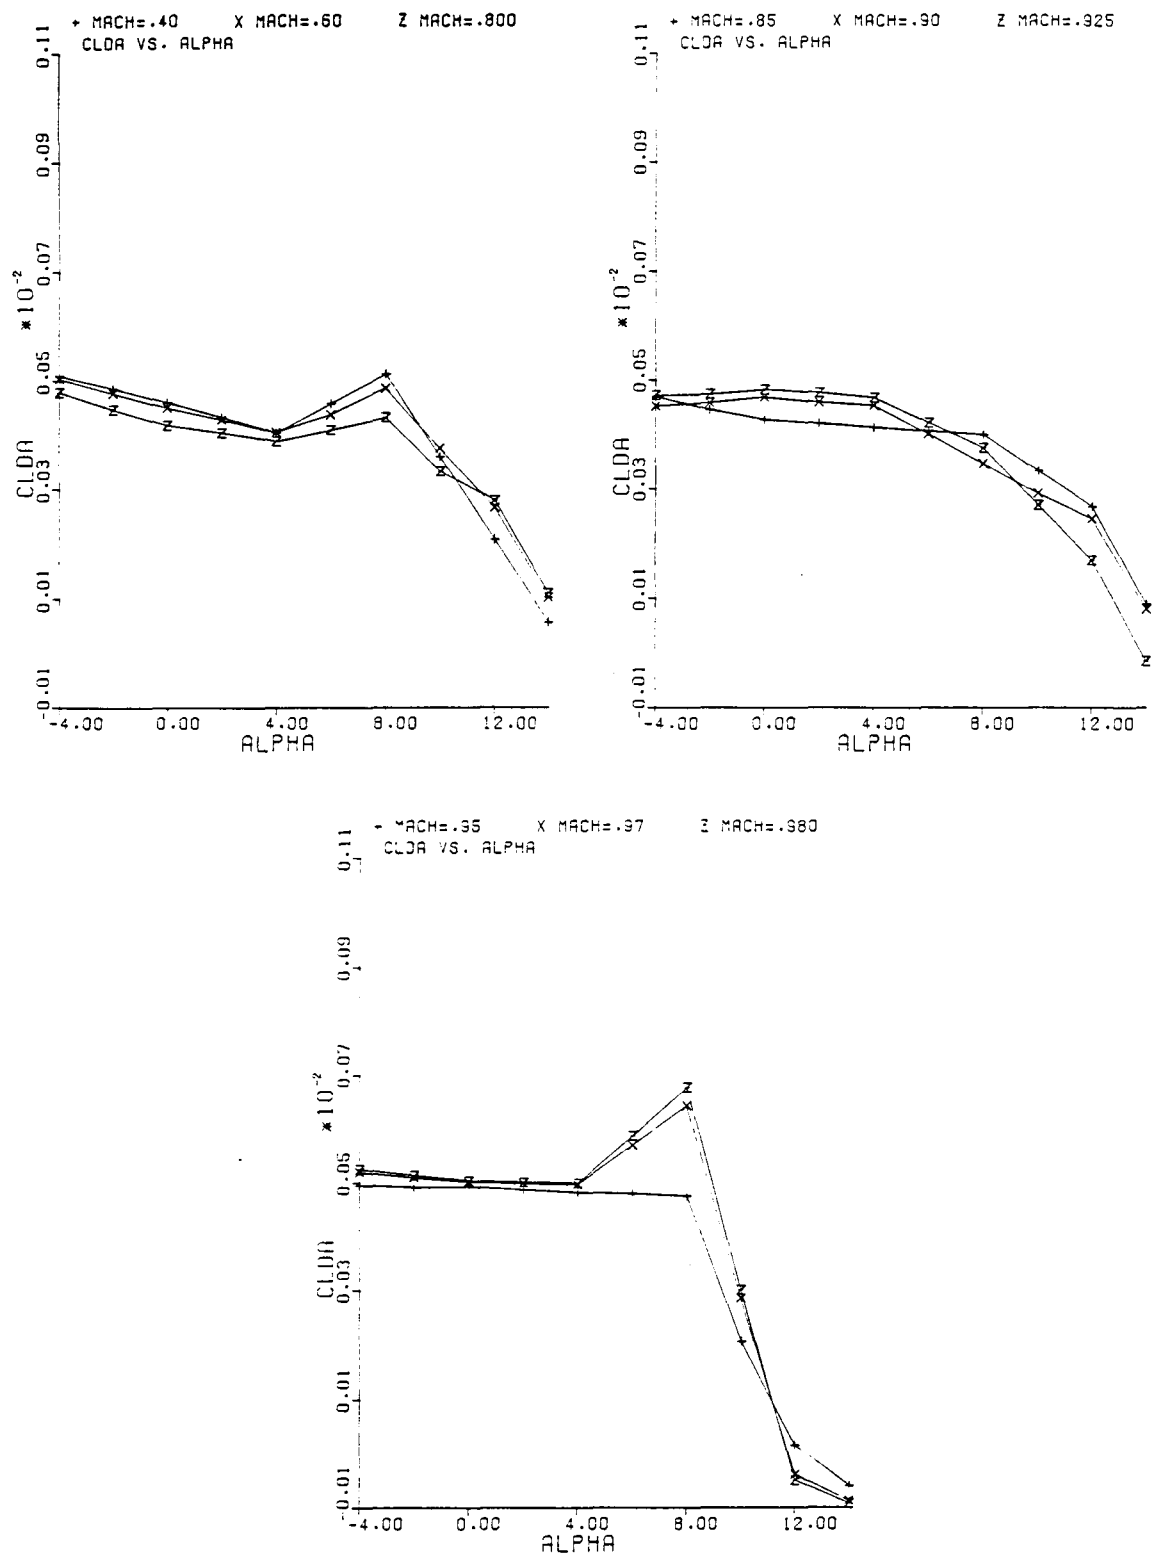 + MACH=.40 X MACH=.60 Z MACH=.800
CLDA VS. ALPHA
0.11
0.09
0.07
0.05
0.03
0.01
-0.01
*10⁻²
CLDA
-4.00 0.00 4.00 8.00 12.00
ALPHA
+ MACH=.85 X MACH=.90 Z MACH=.925
CLDA VS. ALPHA
0.11
0.09
0.07
0.05
0.03
0.01
-0.01
*10⁻²
CLDA
-4.00 0.00 4.00 8.00 12.00
ALPHA
+ MACH=.95 X MACH=.97 Z MACH=.980
CLDA VS. ALPHA
0.11
0.09
0.07
0.05
0.03
0.01
-0.01
*10⁻²
CLDA
-4.00 0.00 4.00 8.00 12.00
ALPHA